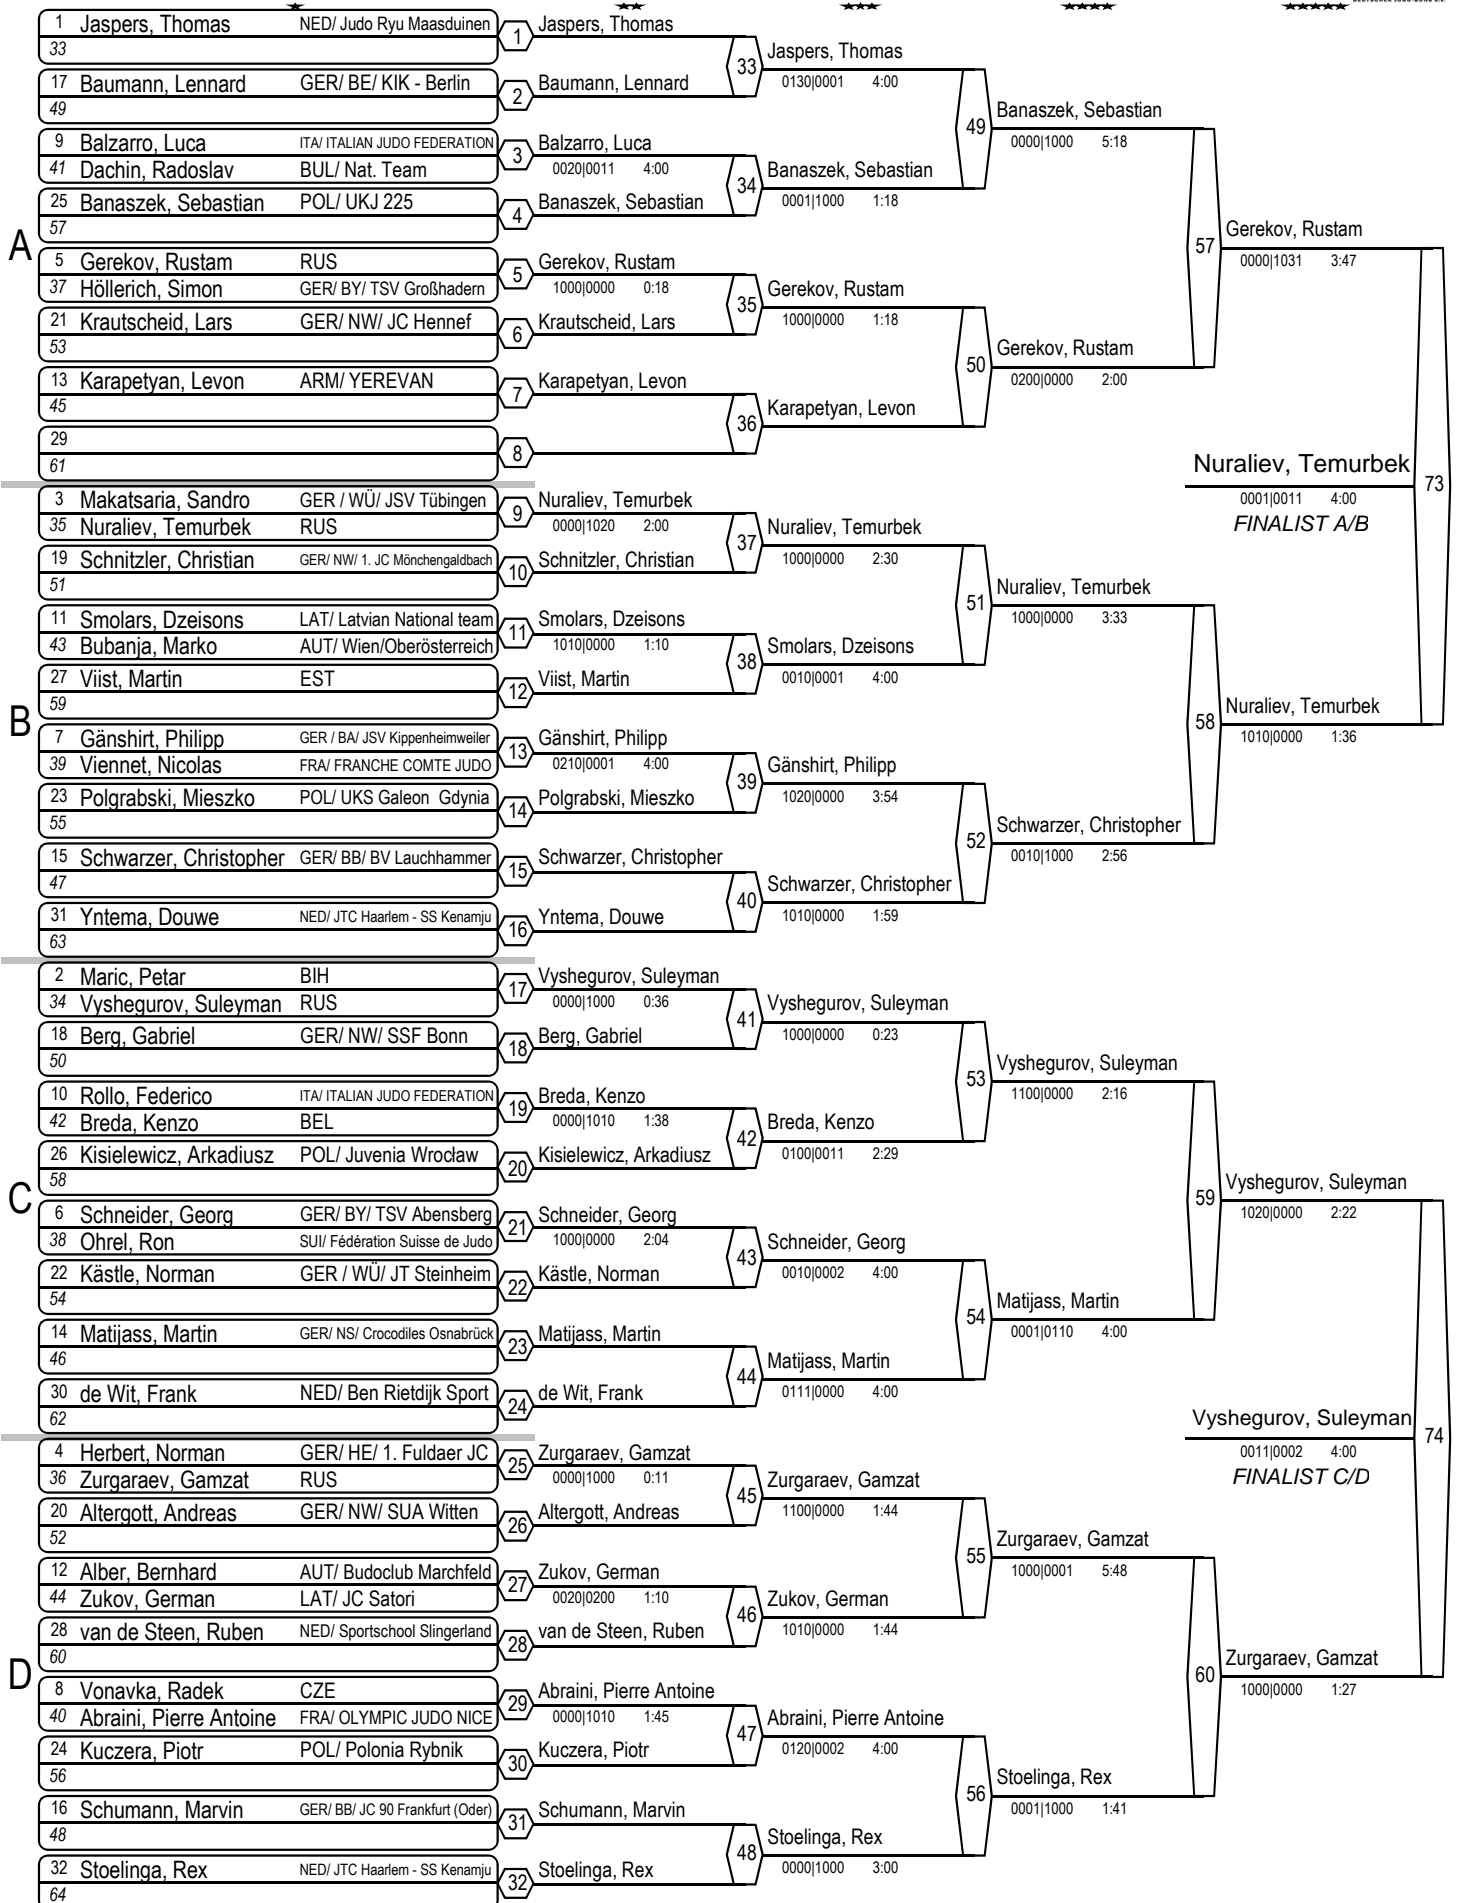 1 Jaspers, Thomas NED/ Judo Ryu Maasduinen
33
1
17 Baumann, Lennard GER/ BE/ KIK - Berlin
49
2
9 Balzarro, Luca ITA/ ITALIAN JUDO FEDERATION
41 Dachin, Radoslav BUL/ Nat. Team
3
25 Banaszek, Sebastian POL/ UKJ 225
57
4
A
5 Gerekov, Rustam RUS
37 Höllerich, Simon GER/ BY/ TSV Großhadern
5
21 Krautscheid, Lars GER/ NW/ JC Hennef
53
6
13 Karapetyan, Levon ARM/ YEREVAN
45
7
29
61
8
3 Makatsaria, Sandro GER / WÜ/ JSV Tübingen
35 Nuraliev, Temurbek RUS
9
19 Schnitzler, Christian GER/ NW/ 1. JC Mönchengaldbach
51
10
11 Smolars, Dzeisons LAT/ Latvian National team
43 Bubanja, Marko AUT/ Wien/Oberösterreich
11
27 Viist, Martin EST
59
12
B
7 Gänshirt, Philipp GER / BA/ JSV Kippenheimweiler
39 Viennet, Nicolas FRA/ FRANCHE COMTE JUDO
13
23 Polgrabski, Mieszko POL/ UKS Galeon Gdynia
55
14
15 Schwarzer, Christopher GER/ BB/ BV Lauchhammer
47
15
31 Yntema, Douwe NED/ JTC Haarlem - SS Kenamju
63
16
2 Maric, Petar BIH
34 Vyshegurov, Suleyman RUS
17
18 Berg, Gabriel GER/ NW/ SSF Bonn
50
18
10 Rollo, Federico ITA/ ITALIAN JUDO FEDERATION
42 Breda, Kenzo BEL
19
26 Kisielewicz, Arkadiusz POL/ Juvenia Wrocław
58
20
C
6 Schneider, Georg GER/ BY/ TSV Abensberg
38 Ohrel, Ron SUI/ Fédération Suisse de Judo
21
22 Kästle, Norman GER / WÜ/ JT Steinheim
54
22
14 Matijass, Martin GER/ NS/ Crocodiles Osnabrück
46
23
30 de Wit, Frank NED/ Ben Rietdijk Sport
62
24
4 Herbert, Norman GER/ HE/ 1. Fuldaer JC
36 Zurgaraev, Gamzat RUS
25
20 Altergott, Andreas GER/ NW/ SUA Witten
52
26
12 Alber, Bernhard AUT/ Budoclub Marchfeld
44 Zukov, German LAT/ JC Satori
27
28 van de Steen, Ruben NED/ Sportschool Slingerland
60
28
D
8 Vonavka, Radek CZE
40 Abraini, Pierre Antoine FRA/ OLYMPIC JUDO NICE
29
24 Kuczera, Piotr POL/ Polonia Rybnik
56
30
16 Schumann, Marvin GER/ BB/ JC 90 Frankfurt (Oder)
48
31
32 Stoelinga, Rex NED/ JTC Haarlem - SS Kenamju
64
32
Jaspers, Thomas
Baumann, Lennard
33
Balzarro, Luca
0020|0011 4:00
Banaszek, Sebastian
34
Gerekov, Rustam
1000|0000 0:18
Krautscheid, Lars
35
Karapetyan, Levon
36
Nuraliev, Temurbek
0000|1020 2:00
Schnitzler, Christian
37
Smolars, Dzeisons
1010|0000 1:10
Viist, Martin
38
Gänshirt, Philipp
0210|0001 4:00
Polgrabski, Mieszko
39
Schwarzer, Christopher
Yntema, Douwe
40
Vyshegurov, Suleyman
0000|1000 0:36
Berg, Gabriel
41
Breda, Kenzo
0000|1010 1:38
Kisielewicz, Arkadiusz
42
Schneider, Georg
1000|0000 2:04
Kästle, Norman
43
Matijass, Martin
de Wit, Frank
44
Zurgaraev, Gamzat
0000|1000 0:11
Altergott, Andreas
45
Zukov, German
0020|0200 1:10
van de Steen, Ruben
46
Abraini, Pierre Antoine
0000|1010 1:45
Kuczera, Piotr
47
Schumann, Marvin
Stoelinga, Rex
48
Jaspers, Thomas
0130|0001 4:00
49
Banaszek, Sebastian
0001|1000 1:18
Gerekov, Rustam
1000|0000 1:18
50
Karapetyan, Levon
Nuraliev, Temurbek
1000|0000 2:30
51
Smolars, Dzeisons
0010|0001 4:00
Gänshirt, Philipp
1020|0000 3:54
52
Schwarzer, Christopher
1010|0000 1:59
Vyshegurov, Suleyman
1000|0000 0:23
53
Breda, Kenzo
0100|0011 2:29
Schneider, Georg
0010|0002 4:00
54
Matijass, Martin
0111|0000 4:00
Zurgaraev, Gamzat
1100|0000 1:44
55
Zukov, German
1010|0000 1:44
Abraini, Pierre Antoine
0120|0002 4:00
56
Stoelinga, Rex
0000|1000 3:00
Banaszek, Sebastian
0000|1000 5:18
57
Gerekov, Rustam
0200|0000 2:00
Nuraliev, Temurbek
1000|0000 3:33
58
Schwarzer, Christopher
0010|1000 2:56
Vyshegurov, Suleyman
1100|0000 2:16
59
Matijass, Martin
0001|0110 4:00
Zurgaraev, Gamzat
1000|0001 5:48
60
Stoelinga, Rex
0001|1000 1:41
Gerekov, Rustam
0000|1031 3:47
Nuraliev, Temurbek
0001|0011 4:00
FINALIST A/B
73
Nuraliev, Temurbek
1010|0000 1:36
Vyshegurov, Suleyman
1020|0000 2:22
Vyshegurov, Suleyman
0011|0002 4:00
FINALIST C/D
74
Zurgaraev, Gamzat
1000|0000 1:27